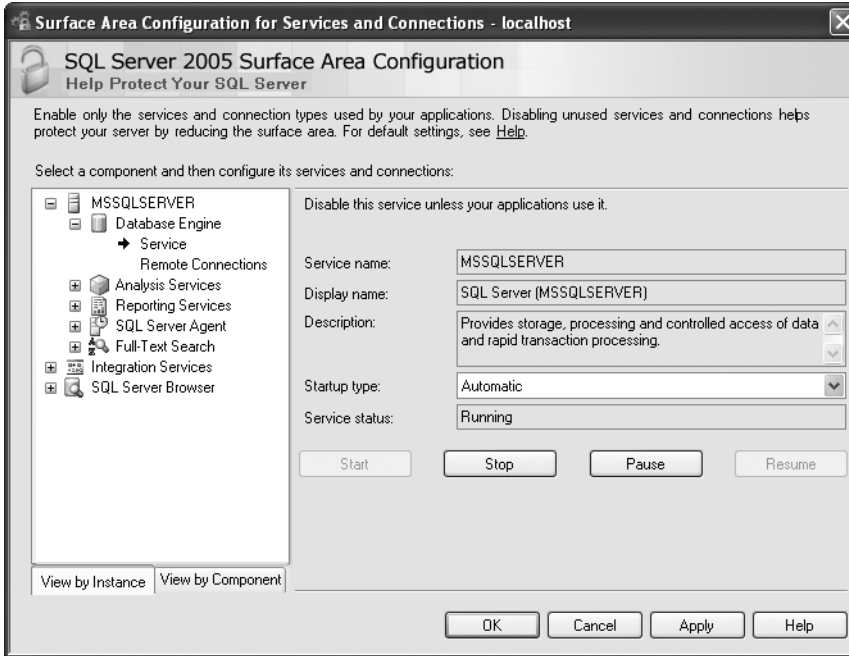 Surface Area Configuration for Services and Connections - localhost
SQL Server 2005 Surface Area Configuration
Help Protect Your SQL Server
Enable only the services and connection types used by your applications. Disabling unused services and connections helps
protect your server by reducing the surface area. For default settings, see Help.
Select a component and then configure its services and connections:
MSSQLSERVER
Database Engine
Service
Remote Connections
Analysis Services
Reporting Services
SQL Server Agent
Full-Text Search
Integration Services
SQL Server Browser
View by Instance
View by Component
Disable this service unless your applications use it.
Service name: MSSQLSERVER
Display name: SQL Server (MSSQLSERVER)
Description: Provides storage, processing and controlled access of data
and rapid transaction processing.
Startup type: Automatic
Service status: Running
Start Stop Pause Resume
OK Cancel Apply Help